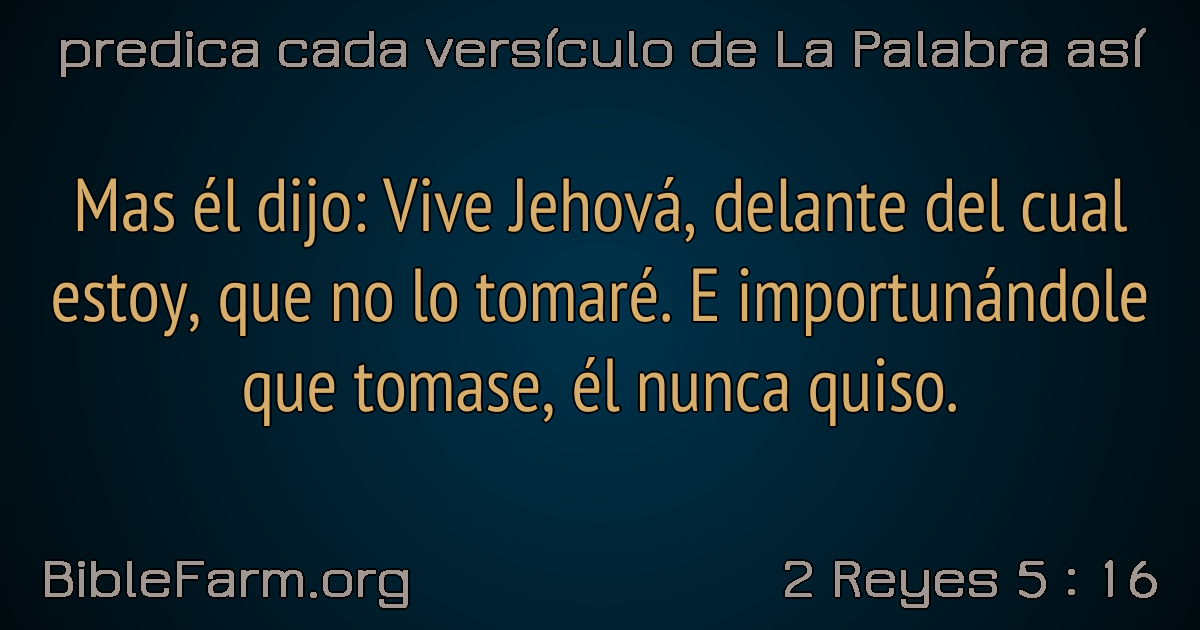 predica cada versículo de La Palabra así
Mas él dijo: Vive Jehová, delante del cual
estoy, que no lo tomaré. E importunándole
que tomase, él nunca quiso.
BibleFarm.org
2 Reyes 5 : 16